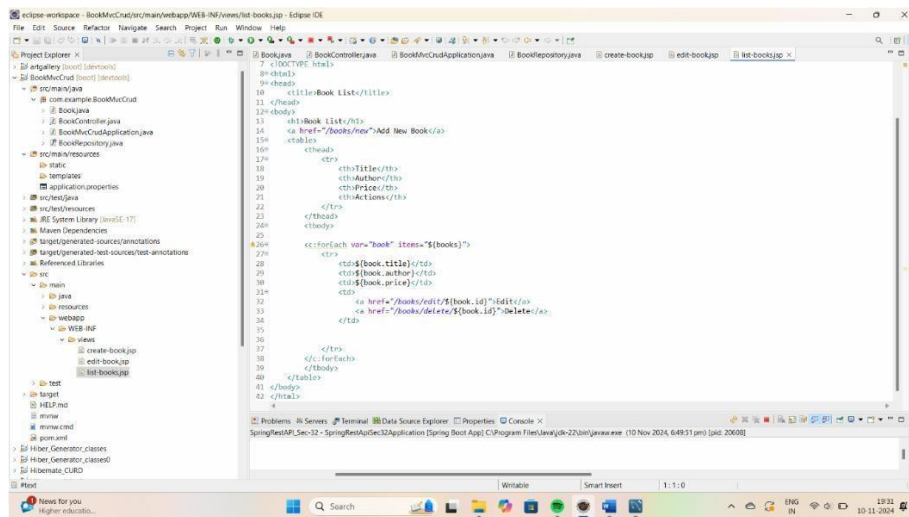 eclipse-workspace - BookMvcCrud/src/main/webapp/WEB-INF/views/list-books.jsp - Eclipse IDE
File Edit Source Refactor Navigate Search Project Run Window Help
Project Explorer
Book.java BookController.java BookMvcCrudApplication.java BookRepository.java create-book.jsp edit-book.jsp list-books.jsp
artgallery [boot] [devtools]
BookMvcCrud [boot] [devtools]
src/main/java
com.example.BookMvcCrud
Book.java
BookController.java
BookMvcCrudApplication.java
BookRepository.java
src/main/resources
static
templates
application.properties
src/test/java
src/test/resources
JRE System Library [JavaSE-17]
Maven Dependencies
target/generated-sources/annotations
target/generated-test-sources/test-annotations
Referenced Libraries
src
main
java
resources
webapp
WEB-INF
views
create-book.jsp
edit-book.jsp
list-books.jsp
test
target
HELP.md
mvnw
mvnw.cmd
pom.xml
Hiber_Generator_classes
Hiber_Generator_classes0
Hibernate_CURD
7 <!DOCTYPE html>
8 <html>
9 <head>
10 <title>Book List</title>
11 </head>
12 <body>
13 <h1>Book List</h1>
14 <a href="/books/new">Add New Book</a>
15 <table>
16 <thead>
17 <tr>
18 <th>Title</th>
19 <th>Author</th>
20 <th>Price</th>
21 <th>Actions</th>
22 </tr>
23 </thead>
24 <tbody>
25
26 <c:forEach var="book" items="${books}">
27 <tr>
28 <td>${book.title}</td>
29 <td>${book.author}</td>
30 <td>${book.price}</td>
31 <td>
32 <a href="/books/edit/${book.id}">Edit</a>
33 <a href="/books/delete/${book.id}">Delete</a>
34 </td>
35
36
37 </tr>
38 </c:forEach>
39 </tbody>
40 </table>
41 </body>
42 </html>
Problems Servers Terminal Data Source Explorer Properties Console
SpringRestAPI_Sec-32 - SpringRestApiSec32Application [Spring Boot App] C:\Program Files\Java\jdk-22\bin\javaw.exe (10 Nov 2024, 6:49:51 pm) [pid: 20608]
#text Writable Smart Insert 1 : 1 : 0
News for you
Higher educatio...
Search
ENG
IN
19:31
10-11-2024